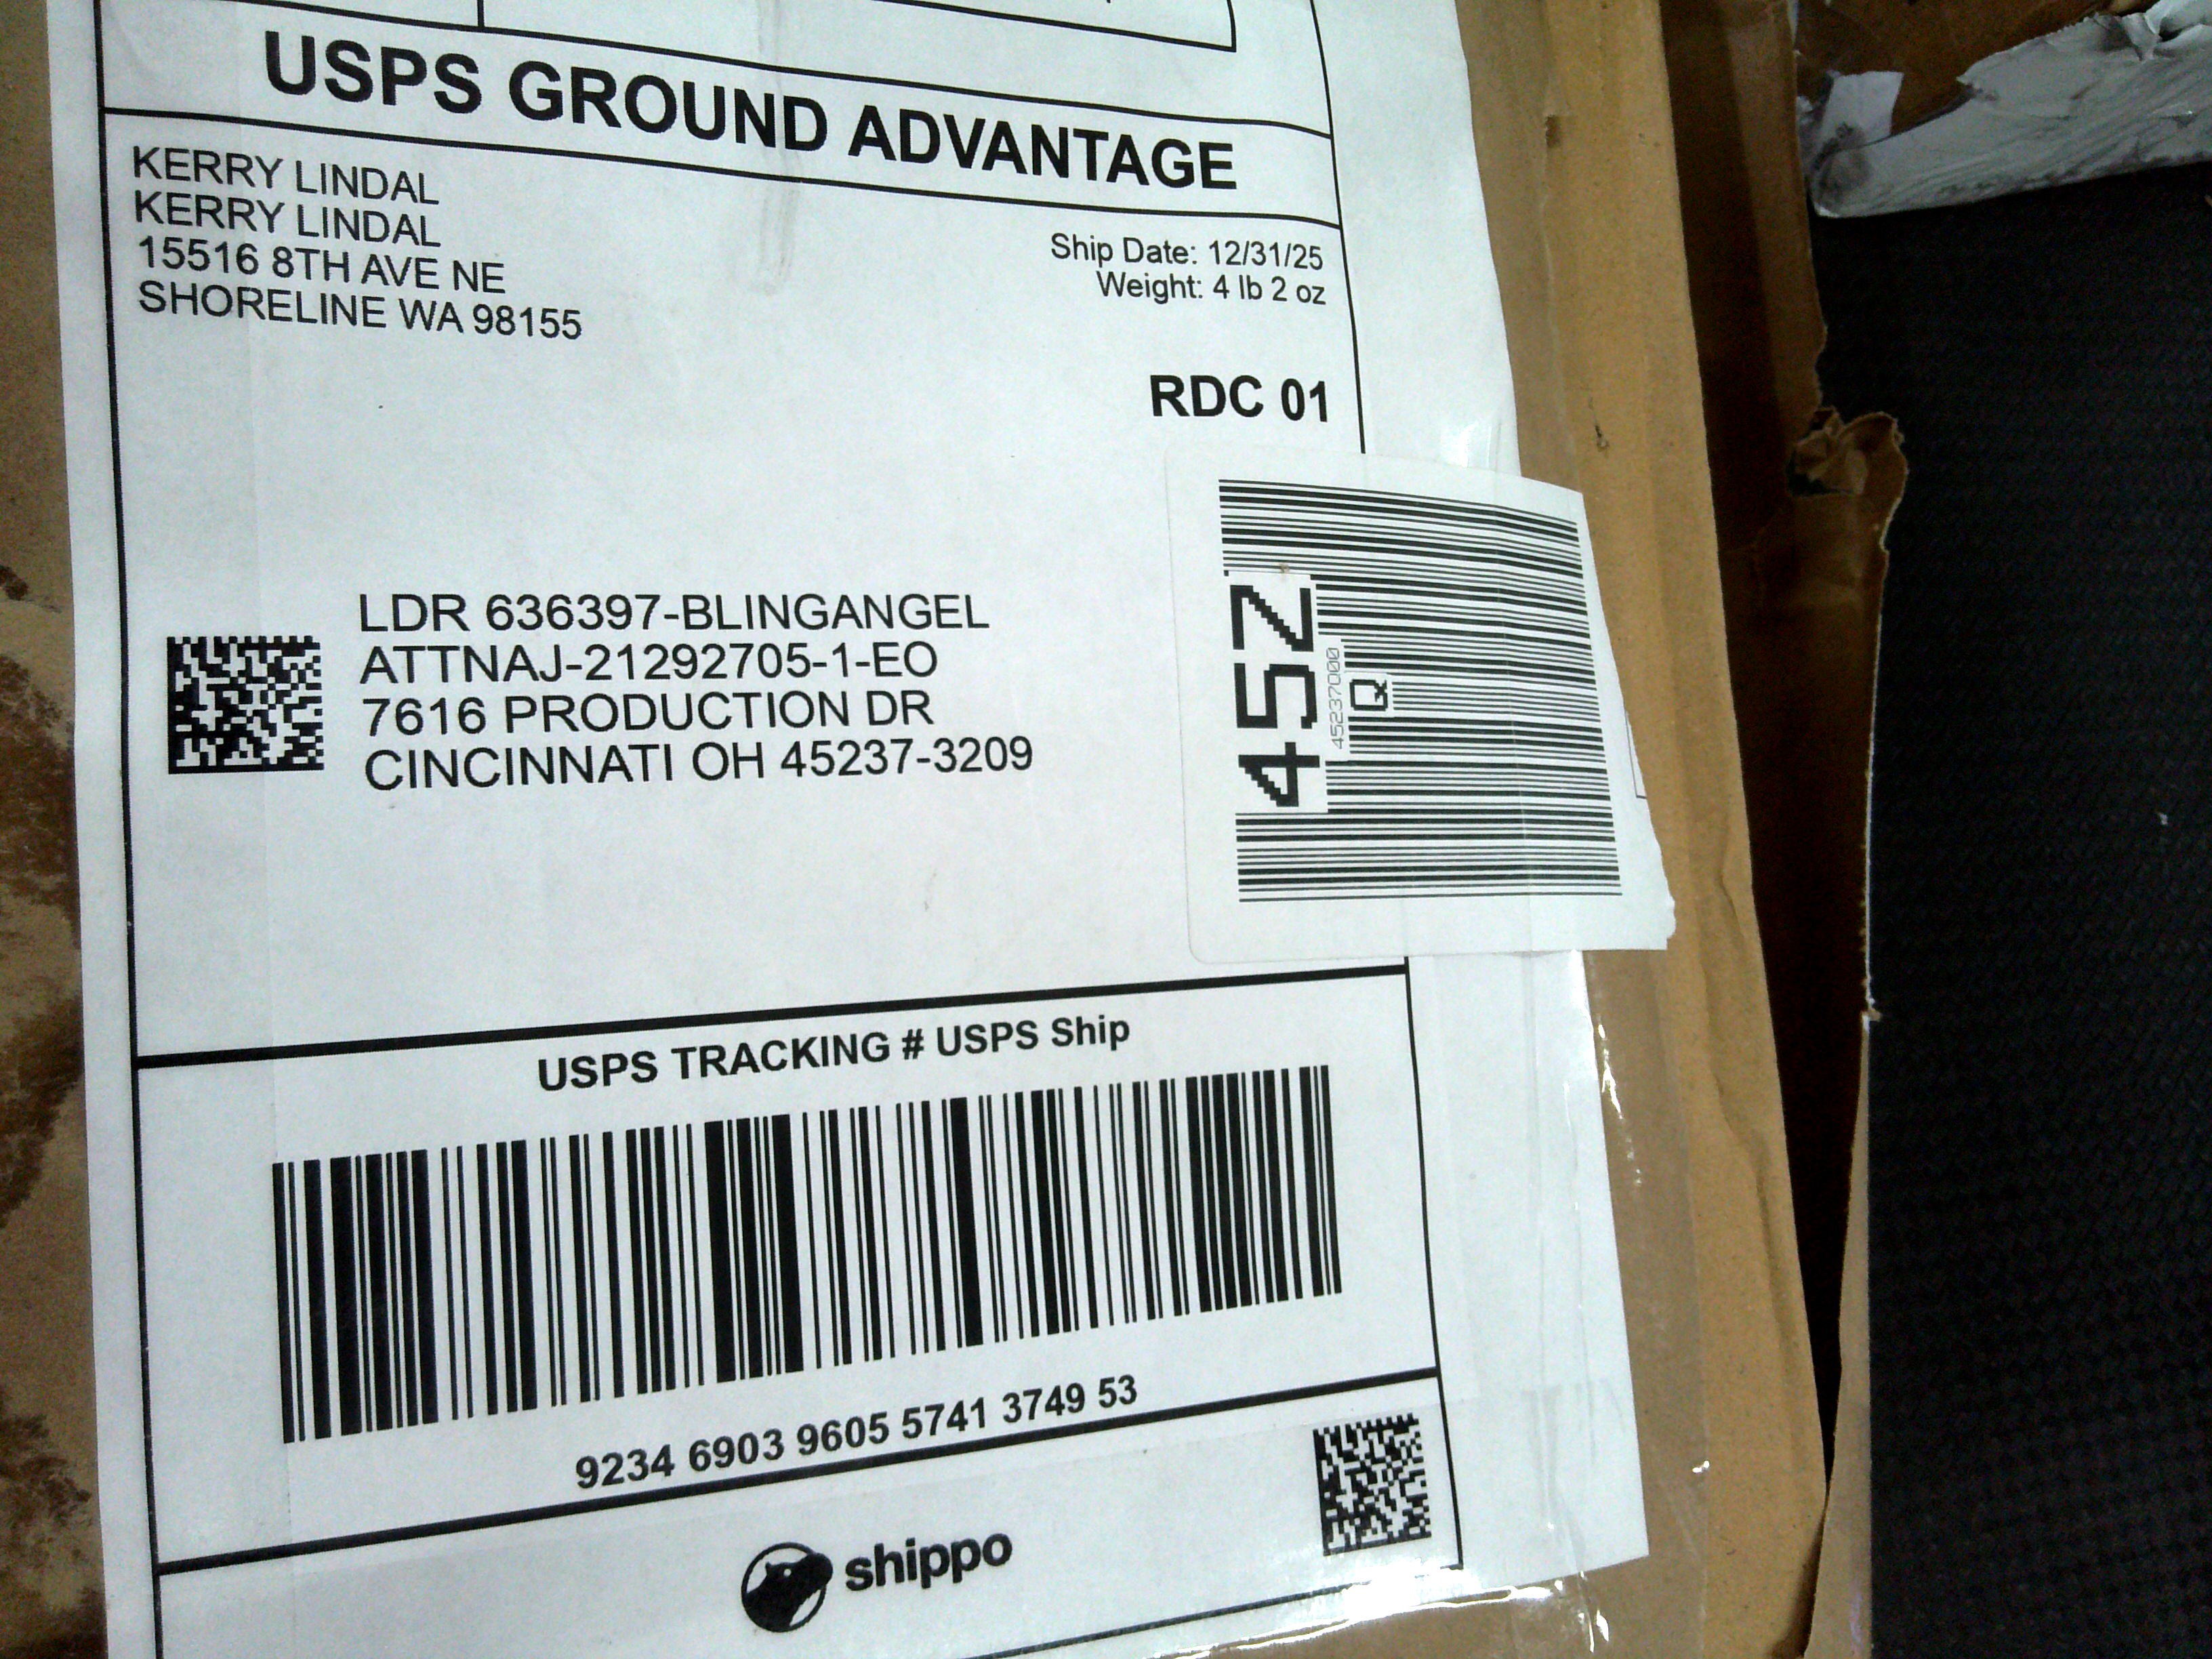 USPS GROUND ADVANTAGE
KERRY LINDAL
KERRY LINDAL
15516 8TH AVE NE
SHORELINE WA 98155
Ship Date: 12/31/25
Weight: 4 lb 2 oz
RDC 01
LDR 636397-BLINGANGEL
ATTNAJ-21292705-1-EO
7616 PRODUCTION DR
CINCINNATI OH 45237-3209
45Z
452370000
Q
USPS TRACKING # USPS Ship
9234 6903 9605 5741 3749 53
shippo